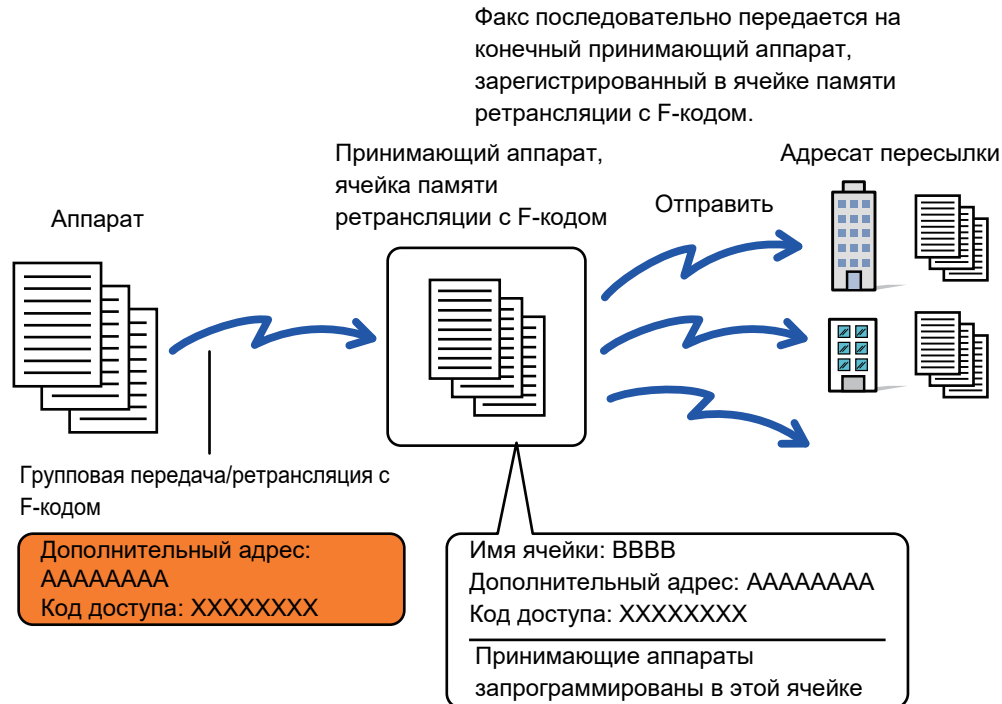 Факс последовательно передается на
конечный принимающий аппарат,
зарегистрированный в ячейке памяти
ретрансляции с F-кодом.
Принимающий аппарат,
ячейка памяти
ретрансляции с F-кодом
Адресат пересылки
Отправить
Аппарат
Групповая передача/ретрансляция с
F-кодом
Дополнительный адрес:
AAAAAAAA
Код доступа: XXXXXXXX
Имя ячейки: BBBB
Дополнительный адрес: AAAAAAAA
Код доступа: XXXXXXXX
Принимающие аппараты
запрограммированы в этой ячейке